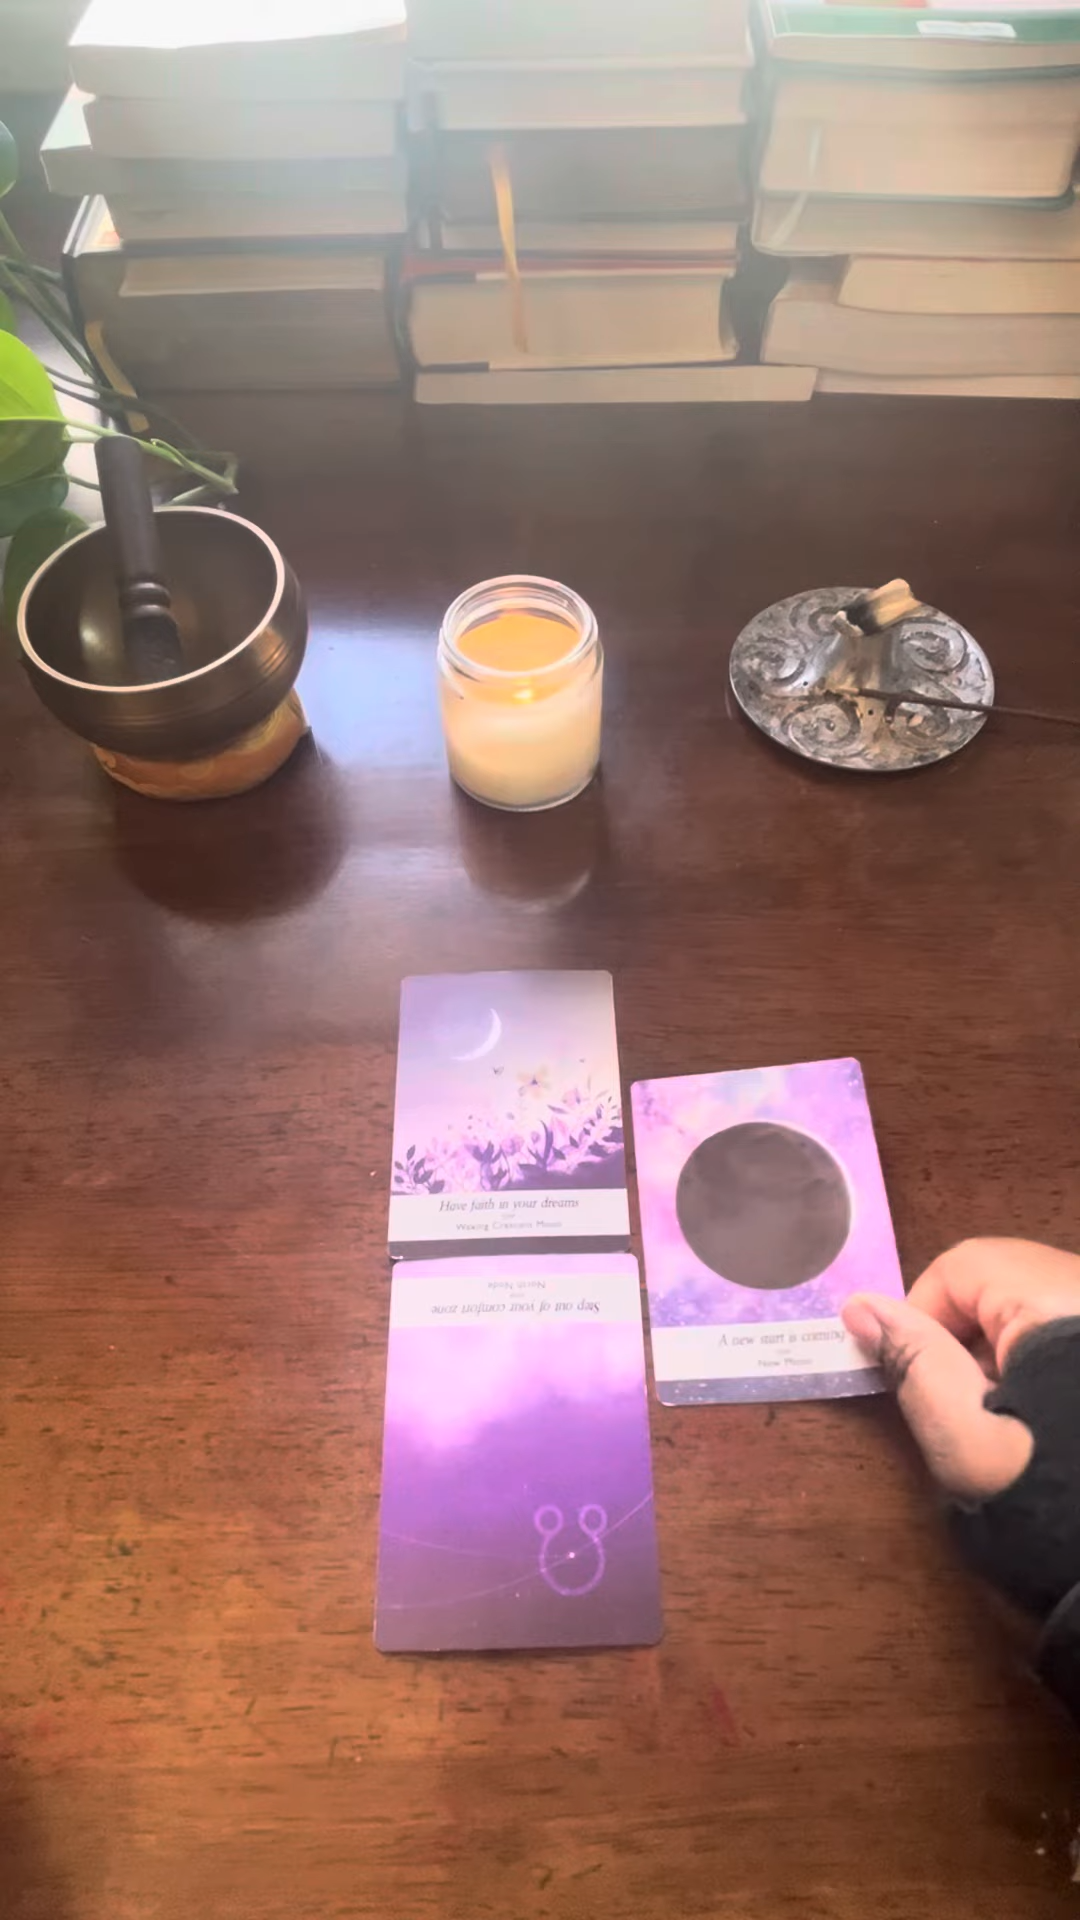 Have faith in your dreams
Waxing Crescent Moon
North Node
Step out of your comfort zone
A new start is coming
New Moon